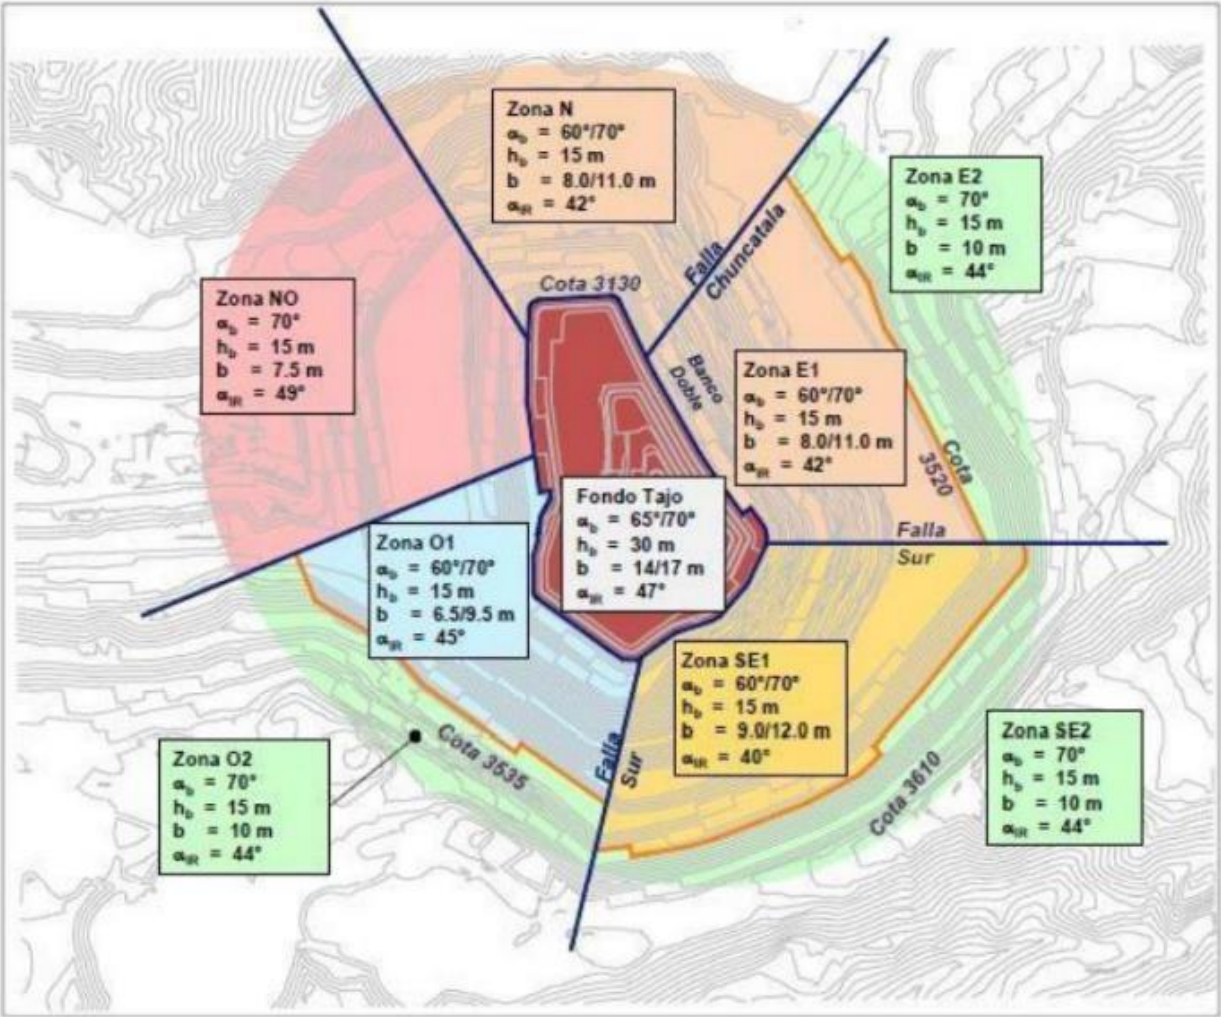 Zona N
αb = 60°/70°
hb = 15 m
b = 8.0/11.0 m
αIR = 42°
Zona E2
αb = 70°
hb = 15 m
b = 10 m
αIR = 44°
Falla
Chuncatala
Cota 3130
Zona NO
αb = 70°
hb = 15 m
b = 7.5 m
αIR = 49°
Banco
Doble
Zona E1
αb = 60°/70°
hb = 15 m
b = 8.0/11.0 m
αIR = 42°
Cota
3520
Fondo Tajo
αb = 65°/70°
hb = 30 m
b = 14/17 m
αIR = 47°
Falla
Sur
Zona O1
αb = 60°/70°
hb = 15 m
b = 6.5/9.5 m
αIR = 45°
Zona SE1
αb = 60°/70°
hb = 15 m
b = 9.0/12.0 m
αIR = 40°
Falla
Sur
Zona SE2
αb = 70°
hb = 15 m
b = 10 m
αIR = 44°
Cota 3610
Cota 3535
Zona O2
αb = 70°
hb = 15 m
b = 10 m
αIR = 44°